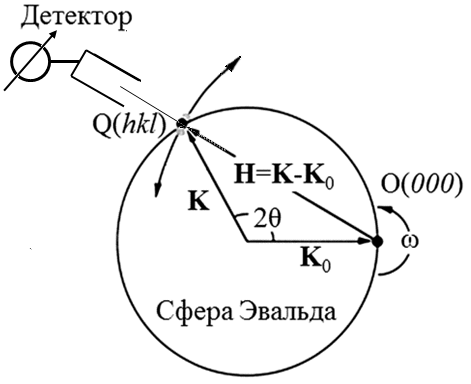 Детектор
Q(hkl)
H=K-K₀
O(000)
K
2θ
ω
K₀
Сфера Эвальда